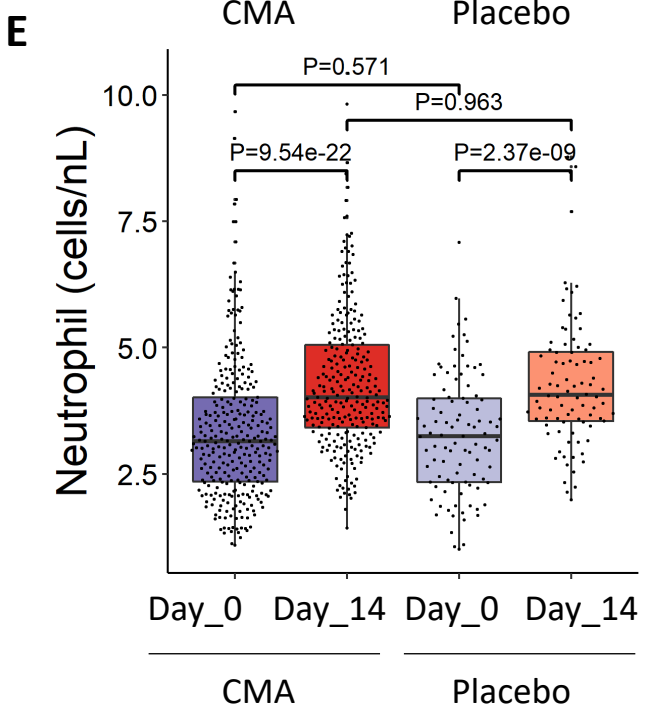 CMA Placebo
E
P=0.571
10.0
P=0.963
P=9.54e-22 P=2.37e-09
7.5
Neutrophil (cells/nL)
5.0
2.5
Day_0 Day_14 Day_0 Day_14
CMA Placebo